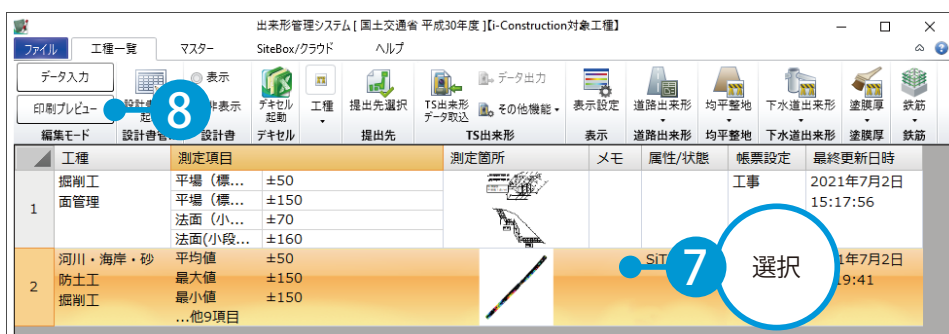 出来形管理システム [ 国土交通省 平成30年度 ]【i-Construction対象工種】
ファイル 工種一覧 マスター SiteBox/クラウド ヘルプ
データ入力 表示 データ出力
印刷プレビュー 8 非表示 デキセル 起動 工種 提出先選択 TS出来形 データ取込 その他機能 表示設定 道路出来形 均平整地 下水道出来形 塗膜厚 鉄筋
編集モード 設計書 デキセル 提出先 TS出来形 表示 道路出来形 均平整地 下水道出来形 塗膜厚 鉄筋
工種 測定項目 測定箇所 メモ 属性/状態 帳票設定 最終更新日時
1 掘削工 平場（標... ±50 工事 2021年7月2日
面管理 平場（標... ±150 15:17:56
法面（小... ±70
法面(小段... ±160
2 河川・海岸・砂 平均値 ±50 SiT 7 選択 1年7月2日
防土工 最大値 ±150 9:41
掘削工 最小値 ±150
...他9項目